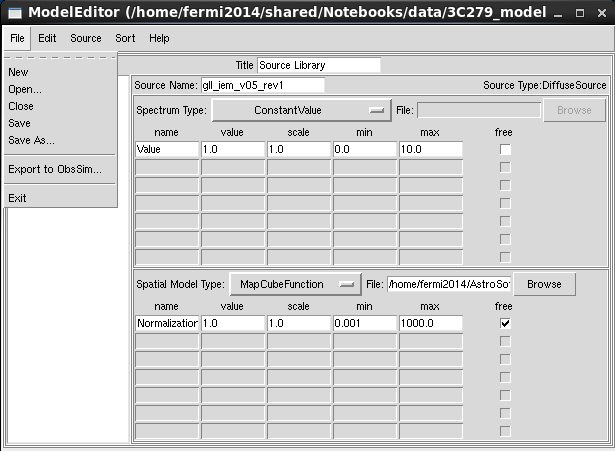 ModelEditor (/home/fermi2014/shared/Notebooks/data/3C279_model
File Edit Source Sort Help
New
Open...
Close
Save
Save As...
Export to ObsSim...
Exit
Title Source Library
Source Name: gll_iem_v05_rev1 Source Type:DiffuseSource
Spectrum Type: ConstantValue File: Browse
name value scale min max free
Value 1.0 1.0 0.0 10.0
Spatial Model Type: MapCubeFunction File: /home/fermi2014/AstroSof Browse
name value scale min max free
Normalization 1.0 1.0 0.001 1000.0